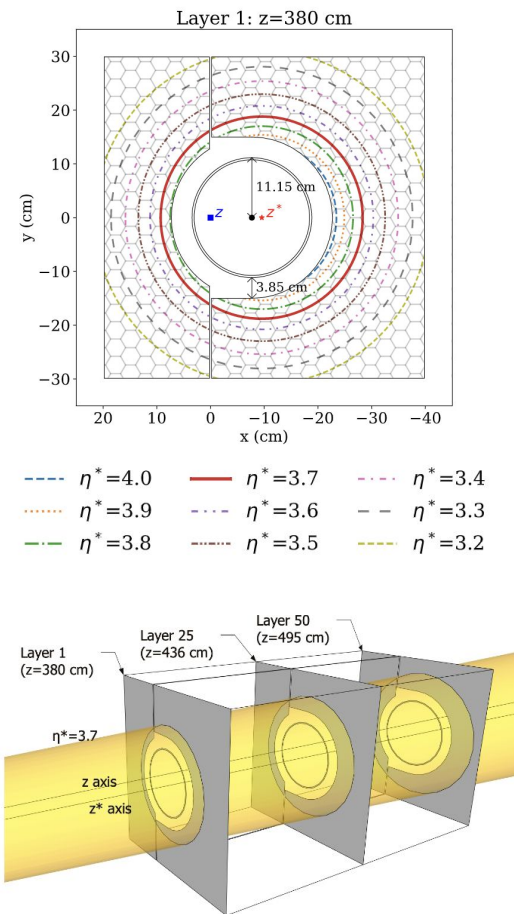 Layer 1: z=380 cm
30
20
10
0
−10
−20
−30
y (cm)
11.15 cm
z
z*
3.85 cm
20 10 0 −10 −20 −30 −40
x (cm)
η*=4.0 η*=3.7 η*=3.4
η*=3.9 η*=3.6 η*=3.3
η*=3.8 η*=3.5 η*=3.2
Layer 50
(z=495 cm)
Layer 25
(z=436 cm)
Layer 1
(z=380 cm)
η*=3.7
z axis
z* axis